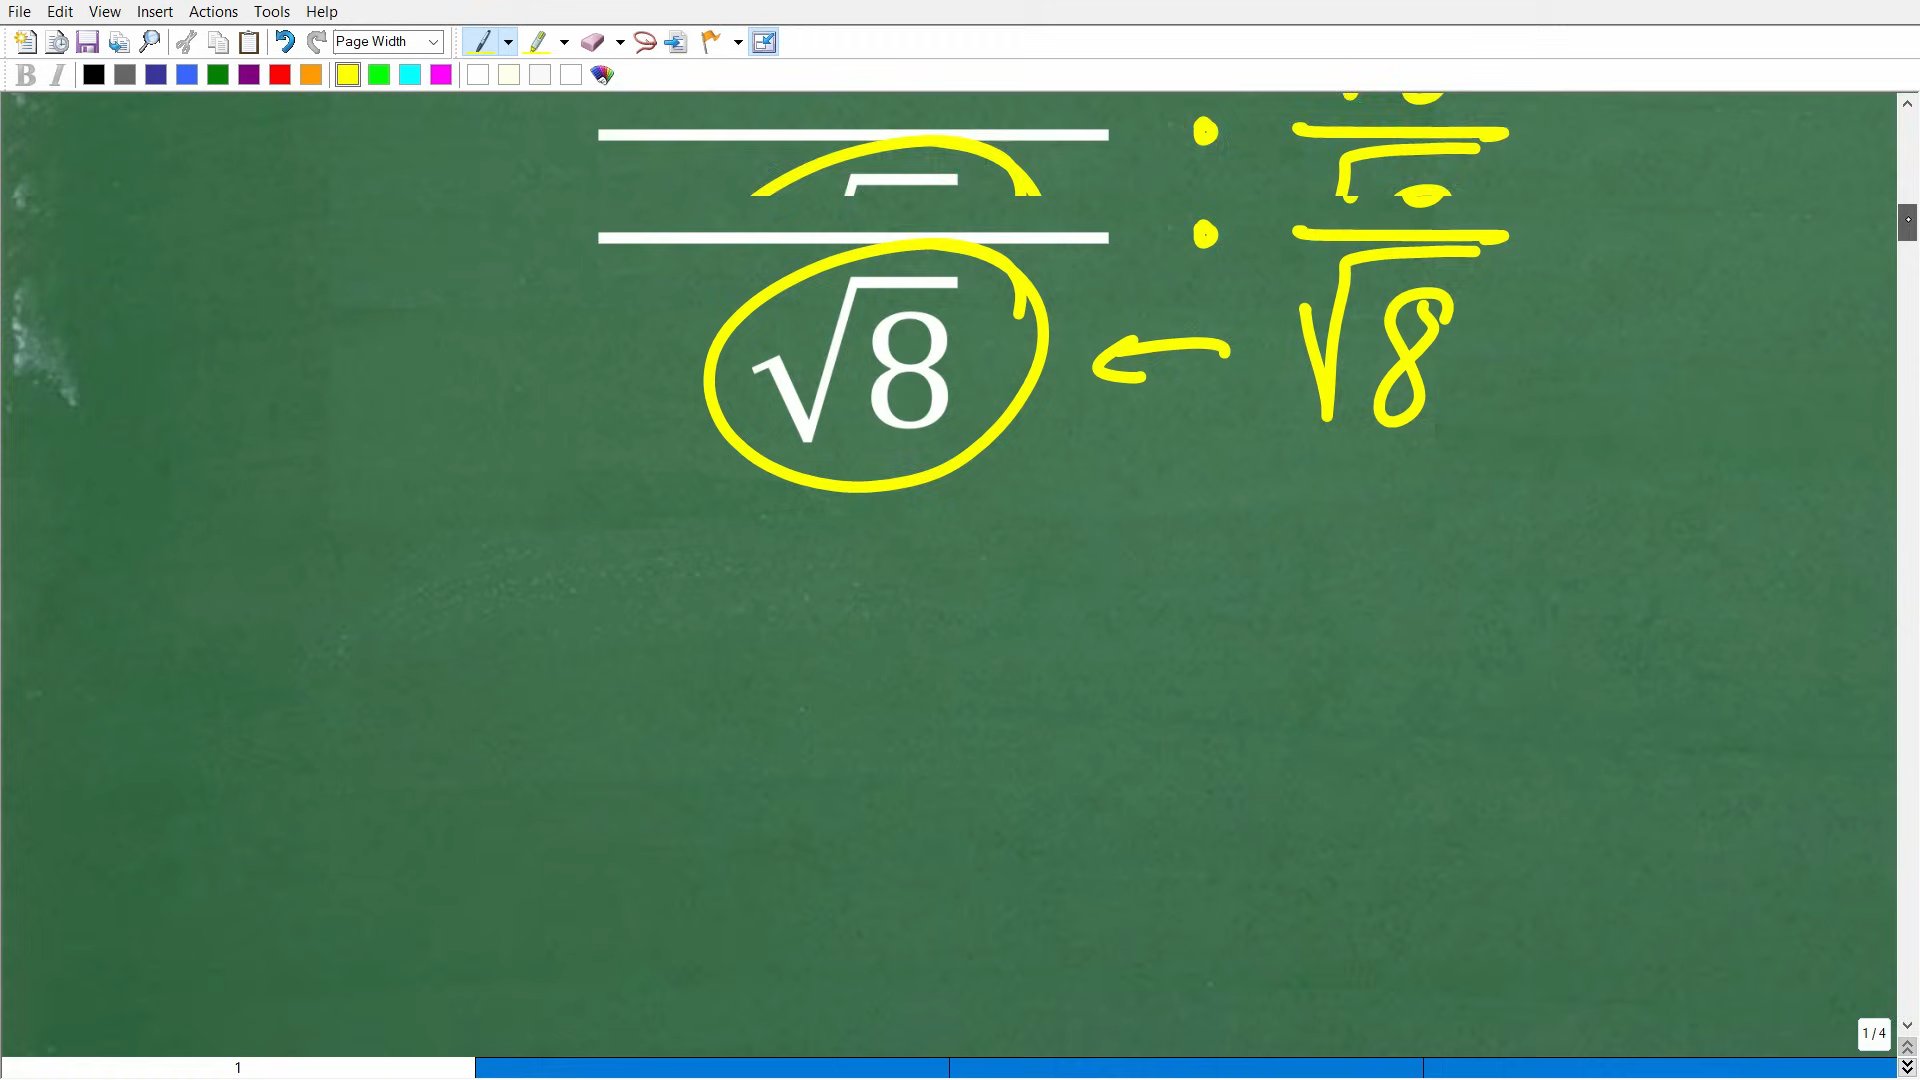 File Edit View Insert Actions Tools Help
Page Width
B I
√8 ← √8
1 / 4
1